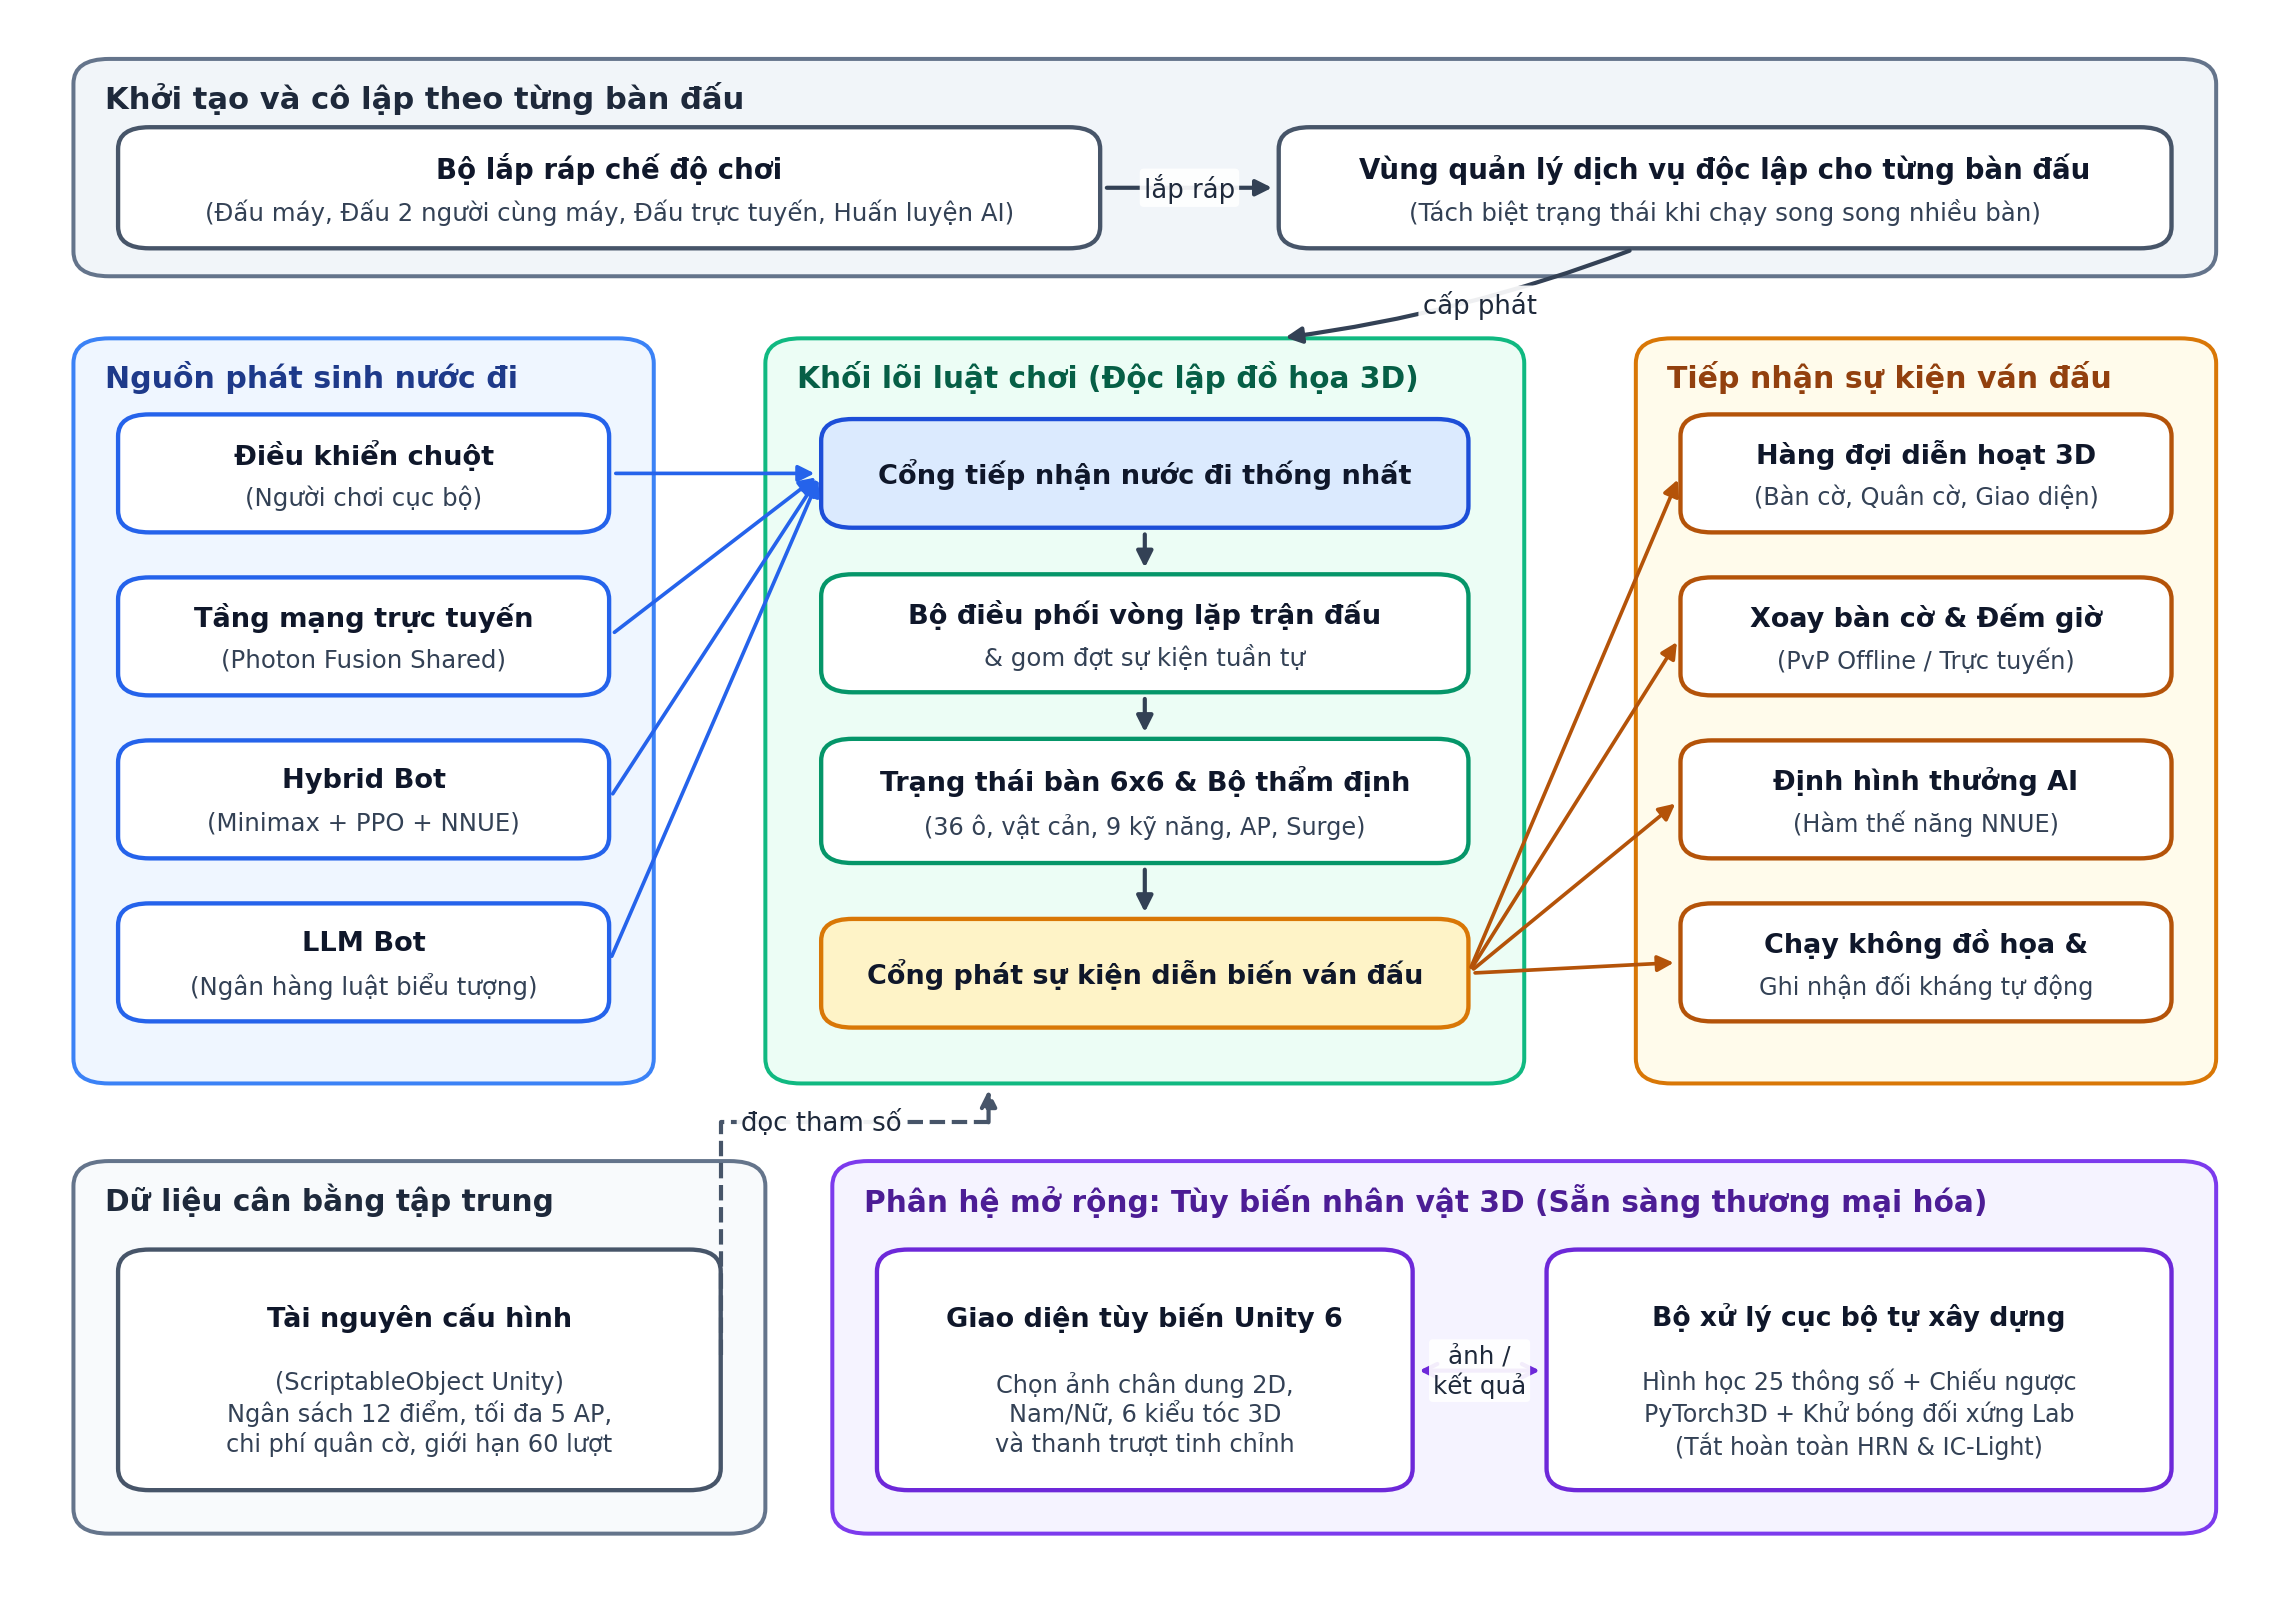 Khởi tạo và cô lập theo từng bàn đấu
Bộ lắp ráp chế độ chơi
(Đấu máy, Đấu 2 người cùng máy, Đấu trực tuyến, Huấn luyện AI)
lắp ráp
Vùng quản lý dịch vụ độc lập cho từng bàn đấu
(Tách biệt trạng thái khi chạy song song nhiều bàn)
cấp phát
Nguồn phát sinh nước đi
Điều khiển chuột
(Người chơi cục bộ)
Tầng mạng trực tuyến
(Photon Fusion Shared)
Hybrid Bot
(Minimax + PPO + NNUE)
LLM Bot
(Ngân hàng luật biểu tượng)
Khối lõi luật chơi (Độc lập đồ họa 3D)
Cổng tiếp nhận nước đi thống nhất
Bộ điều phối vòng lặp trận đấu
& gom đợt sự kiện tuần tự
Trạng thái bàn 6x6 & Bộ thẩm định
(36 ô, vật cản, 9 kỹ năng, AP, Surge)
Cổng phát sự kiện diễn biến ván đấu
Tiếp nhận sự kiện ván đấu
Hàng đợi diễn hoạt 3D
(Bàn cờ, Quân cờ, Giao diện)
Xoay bàn cờ & Đếm giờ
(PvP Offline / Trực tuyến)
Định hình thưởng AI
(Hàm thế năng NNUE)
Chạy không đồ họa &
Ghi nhận đối kháng tự động
đọc tham số
Dữ liệu cân bằng tập trung
Tài nguyên cấu hình
(ScriptableObject Unity)
Ngân sách 12 điểm, tối đa 5 AP,
chi phí quân cờ, giới hạn 60 lượt
Phân hệ mở rộng: Tùy biến nhân vật 3D (Sẵn sàng thương mại hóa)
Giao diện tùy biến Unity 6
Chọn ảnh chân dung 2D,
Nam/Nữ, 6 kiểu tóc 3D
và thanh trượt tinh chỉnh
ảnh /
kết quả
Bộ xử lý cục bộ tự xây dựng
Hình học 25 thông số + Chiếu ngược
PyTorch3D + Khử bóng đối xứng Lab
(Tắt hoàn toàn HRN & IC-Light)